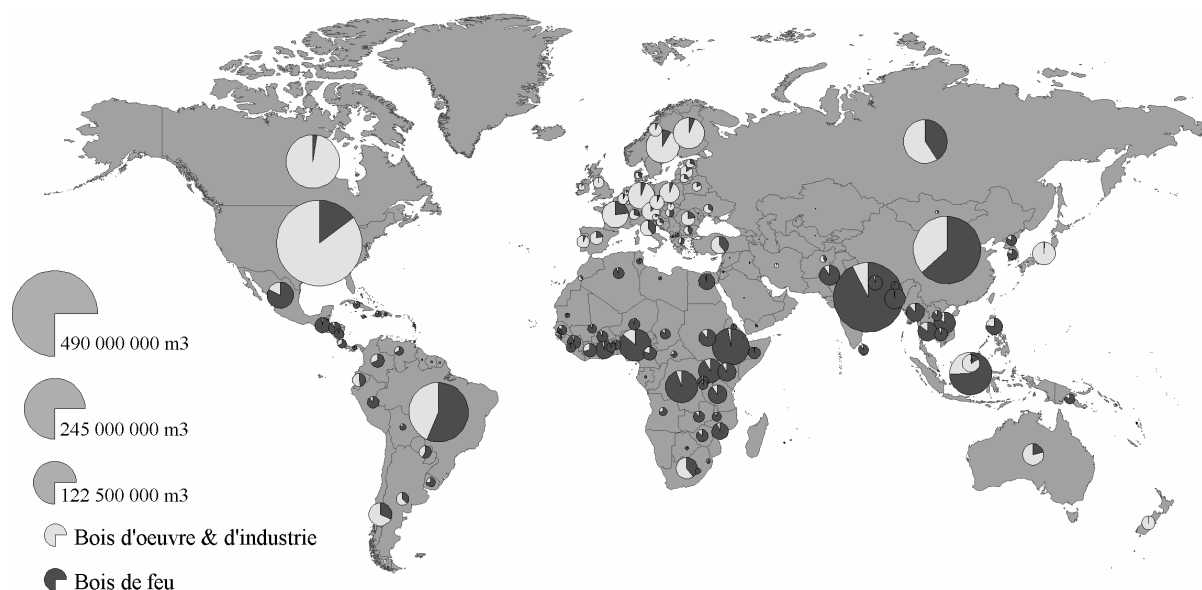 490 000 000 m3
245 000 000 m3
122 500 000 m3
Bois d'oeuvre & d'industrie
Bois de feu